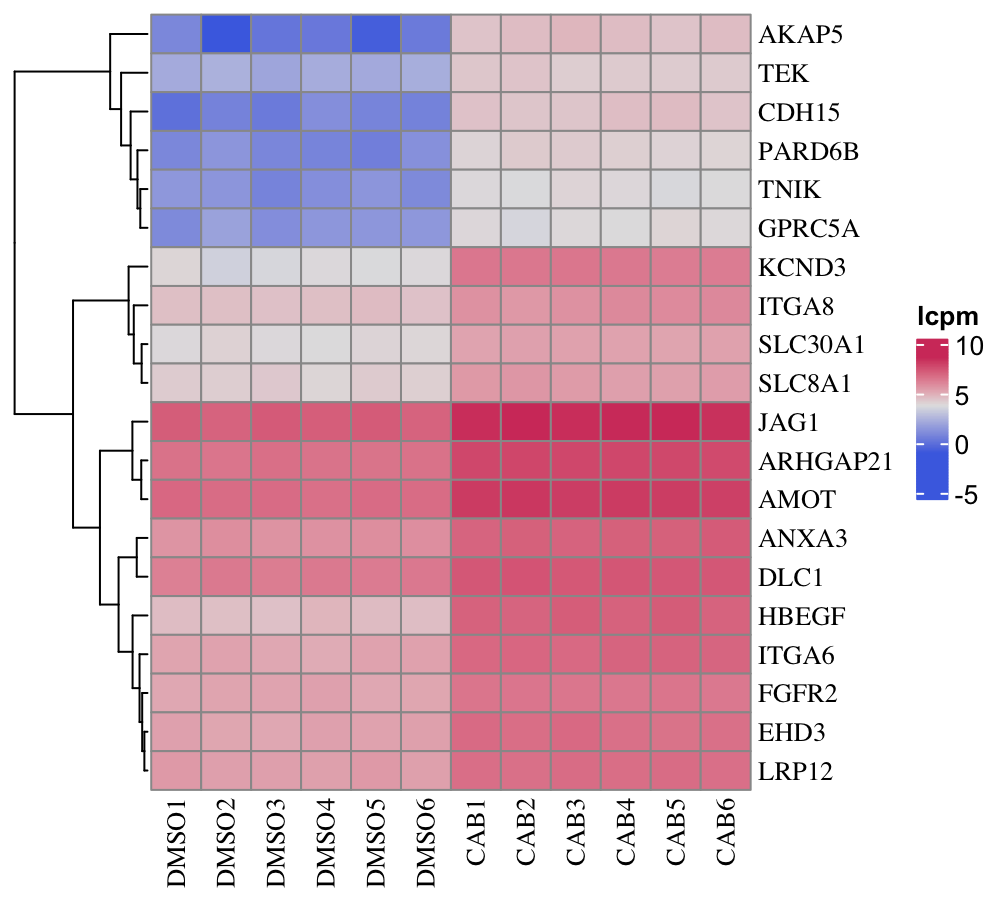 AKAP5
TEK
CDH15
PARD6B
TNIK
GPRC5A
KCND3
ITGA8
SLC30A1
SLC8A1
JAG1
ARHGAP21
AMOT
ANXA3
DLC1
HBEGF
ITGA6
FGFR2
EHD3
LRP12
DMSO1
DMSO2
DMSO3
DMSO4
DMSO5
DMSO6
CAB1
CAB2
CAB3
CAB4
CAB5
CAB6
lcpm
10
5
0
-5